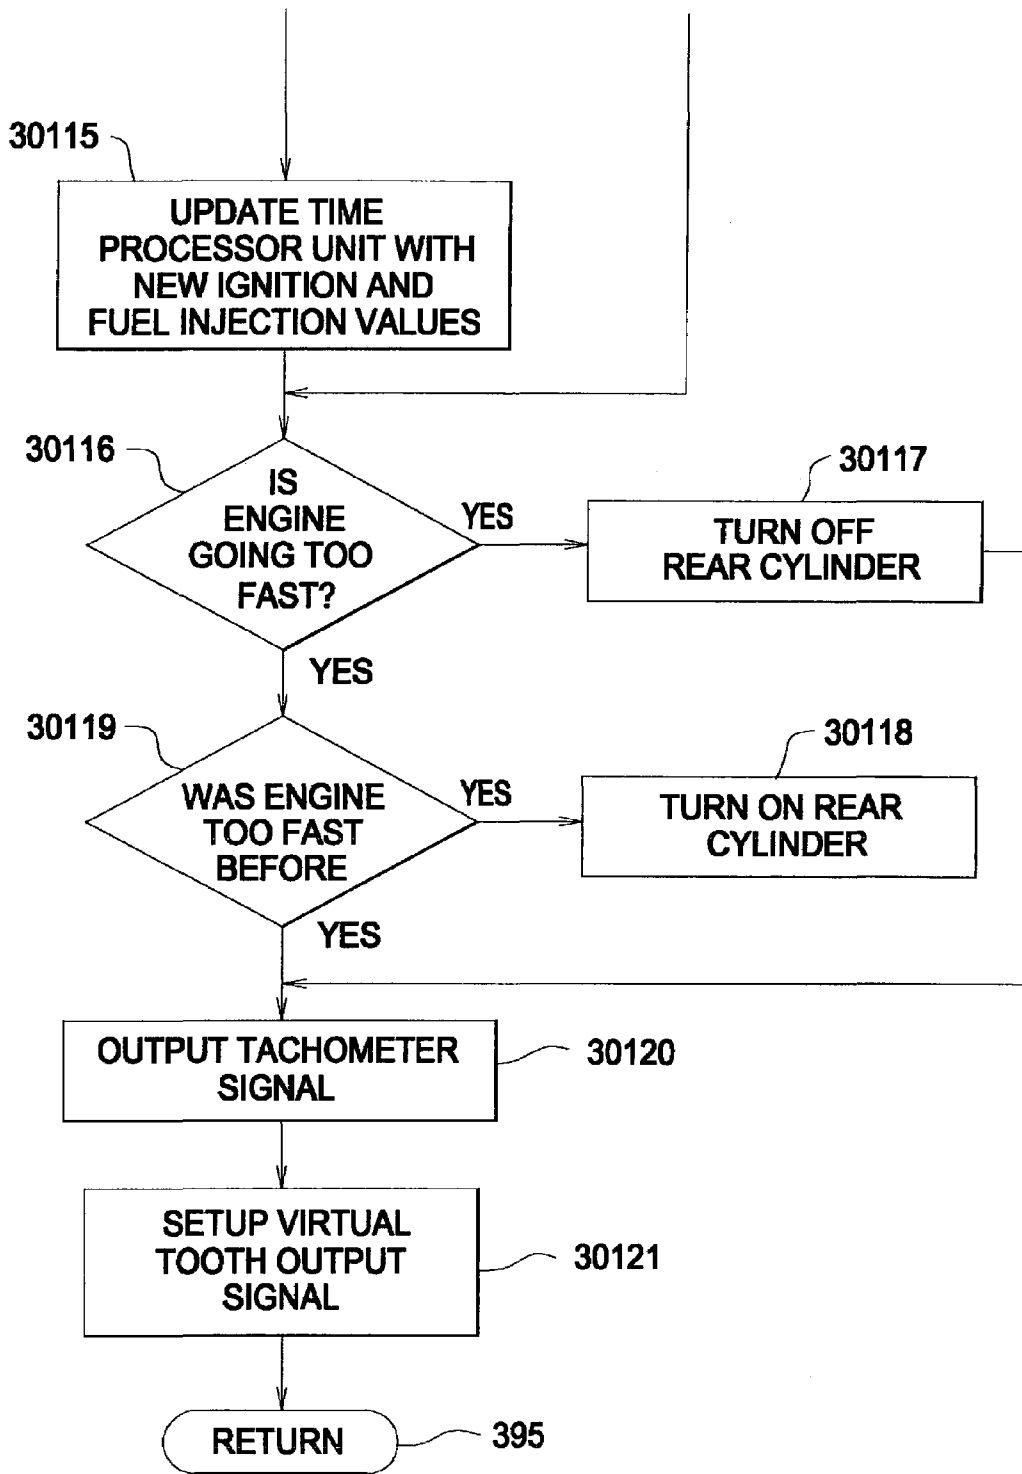 30115
UPDATE TIME
PROCESSOR UNIT WITH
NEW IGNITION AND
FUEL INJECTION VALUES
30116
IS
ENGINE
GOING TOO
FAST?
YES
30117
TURN OFF
REAR CYLINDER
YES
30119
WAS ENGINE
TOO FAST
BEFORE
YES
30118
TURN ON REAR
CYLINDER
YES
OUTPUT TACHOMETER
SIGNAL
30120
SETUP VIRTUAL
TOOTH OUTPUT
SIGNAL
30121
RETURN
395